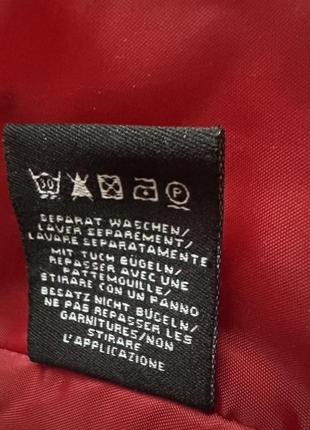 30 P
SEPARAT WASCHEN/
LAVER SEPAREMENT/
LAVARE SEPARATAMENTE
MIT TUCH BÜGELN/
REPASSER AVEC UNE
PATTEMOUILLE/
STIRARE CON UN PANNO
BESATZ NICHT BÜGELN/
NE PAS REPASSER LES
GARNITURES/NON
STIRARE
L'APPLICAZIONE